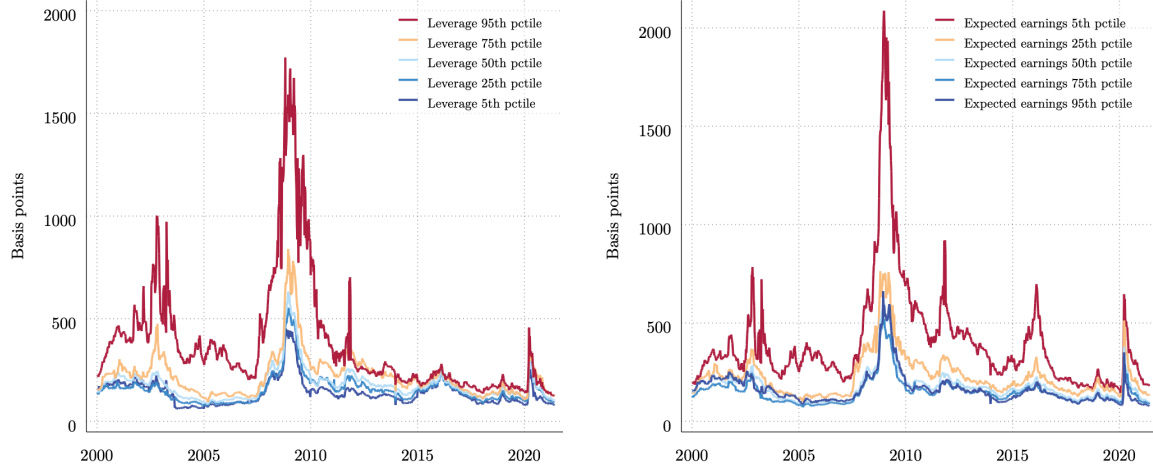 2000
1500
1000
500
0
Basis points
Leverage 95th pctile
Leverage 75th pctile
Leverage 50th pctile
Leverage 25th pctile
Leverage 5th pctile
2000
2005
2010
2015
2020
2000
1500
1000
500
0
Basis points
Expected earnings 5th pctile
Expected earnings 25th pctile
Expected earnings 50th pctile
Expected earnings 75th pctile
Expected earnings 95th pctile
2000
2005
2010
2015
2020